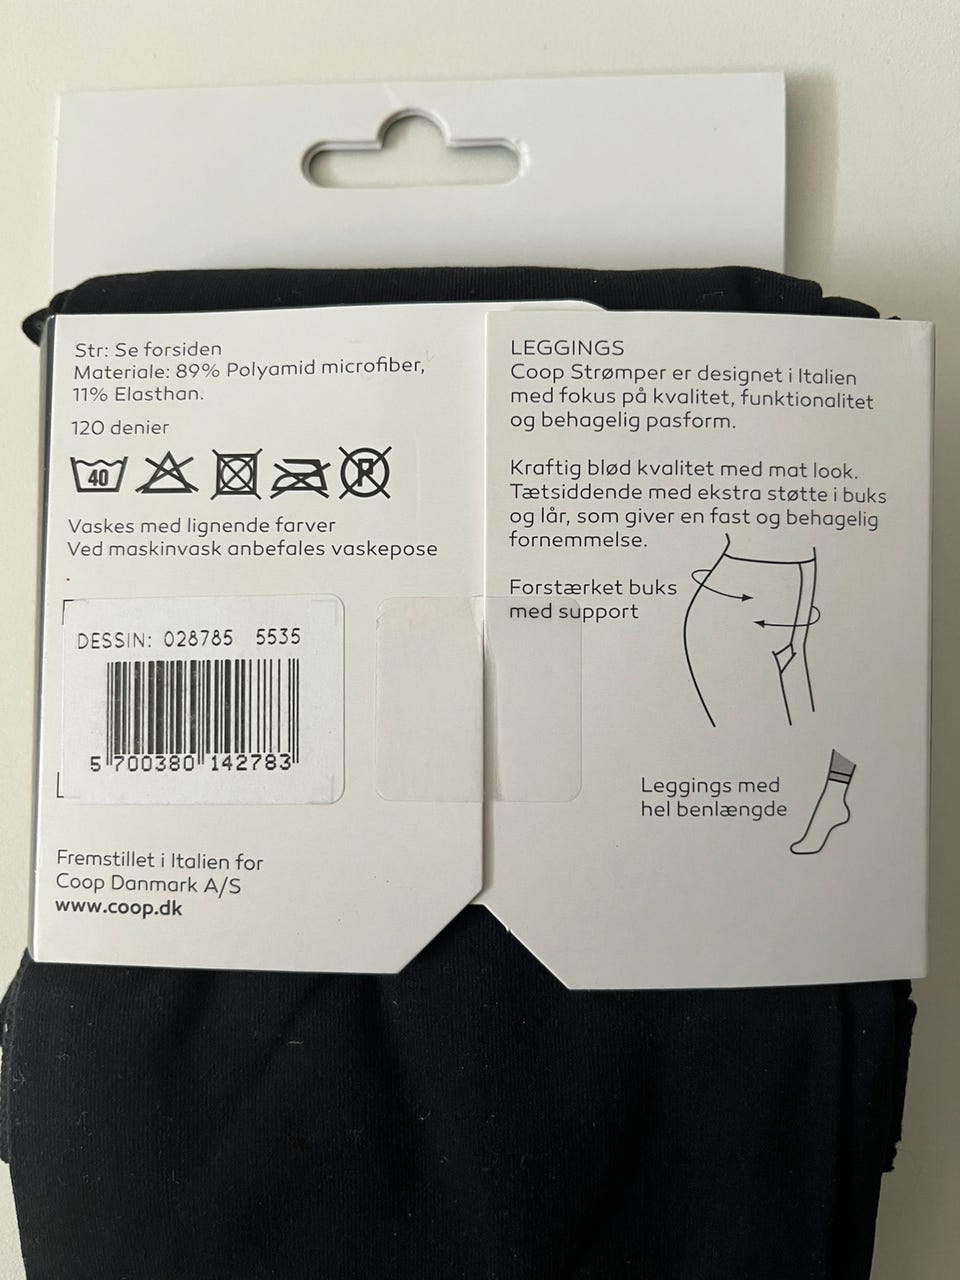 Str: Se forsiden
Materiale: 89% Polyamid microfiber,
11% Elasthan.
120 denier
40
P
Vaskes med lignende farver
Ved maskinvask anbefales vaskepose
DESSIN: 028785 5535
5 700380 142783
Fremstillet i Italien for
Coop Danmark A/S
www.coop.dk
LEGGINGS
Coop Strømper er designet i Italien
med fokus på kvalitet, funktionalitet
og behagelig pasform.
Kraftig blød kvalitet med mat look.
Tætsiddende med ekstra støtte i buks
og lår, som giver en fast og behagelig
fornemmelse.
Forstærket buks
med support
Leggings med
hel benlængde